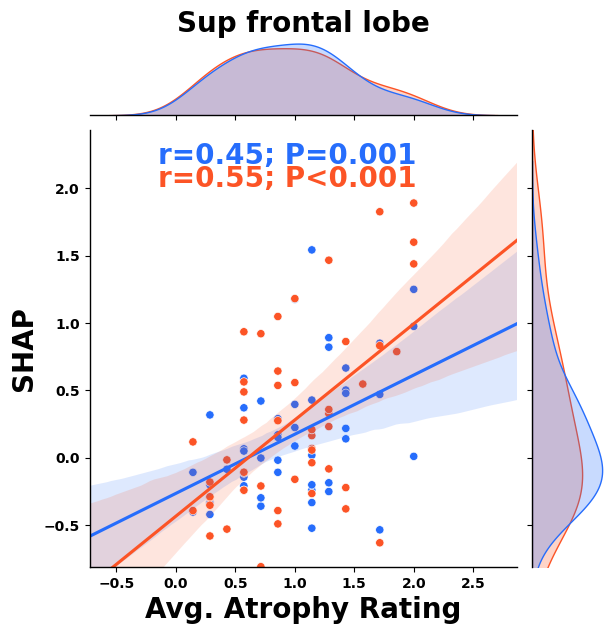 Sup frontal lobe
r=0.45; P=0.001
r=0.55; P<0.001
SHAP
2.0
1.5
1.0
0.5
0.0
−0.5
−0.5 0.0 0.5 1.0 1.5 2.0 2.5
Avg. Atrophy Rating